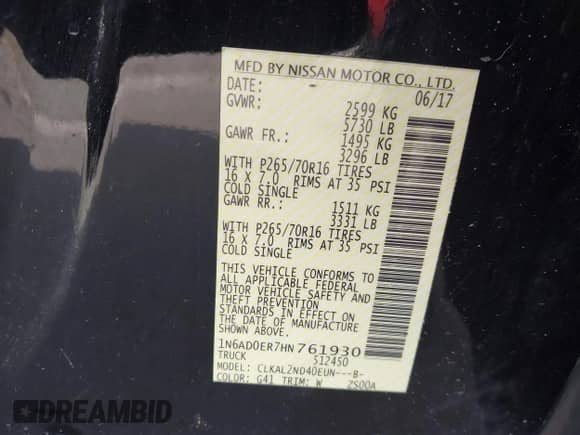 MFD BY NISSAN MOTOR CO., LTD.
DATE: - 06/17
GVWR: 2599 KG
5730 LB
GAWR FR.: 1495 KG
3296 LB
WITH P265/70R16 TIRES
16 X 7.0 RIMS AT 35 PSI
COLD SINGLE
GAWR RR.: 1511 KG
3331 LB
WITH P265/70R16 TIRES
16 X 7.0 RIMS AT 35 PSI
COLD SINGLE
THIS VEHICLE CONFORMS TO
ALL APPLICABLE FEDERAL
MOTOR VEHICLE SAFETY AND
THEFT PREVENTION
STANDARDS IN EFFECT ON
THE DATE OF MANUFACTURE
SHOWN ABOVE.
1N6AD0ER7HN761930
TRUCK S12450
MODEL: CLKAL2ND40EUN---B-
COLOR: G41 TRIM: W ZS00A
DREAMBID